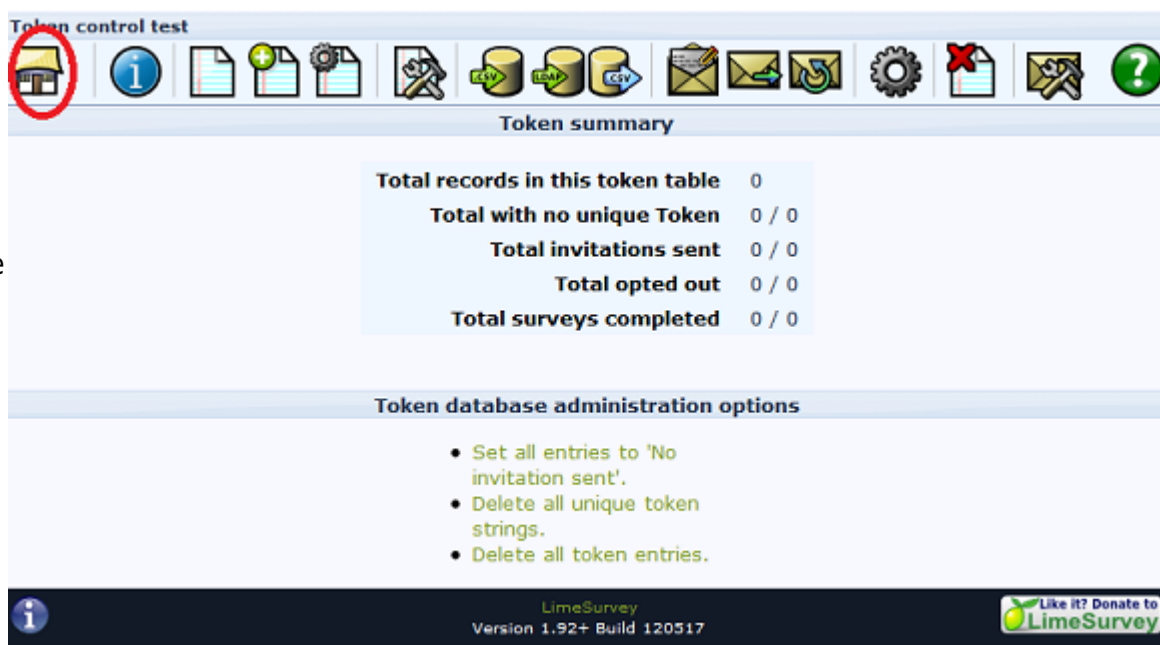 Token control test
CSV
LDAP
CSV
Token summary
Total records in this token table 0
Total with no unique Token 0 / 0
e
Total invitations sent 0 / 0
Total opted out 0 / 0
Total surveys completed 0 / 0
Token database administration options
• Set all entries to 'No
invitation sent'.
• Delete all unique token
strings.
• Delete all token entries.
LimeSurvey
Version 1.92+ Build 120517
Like it? Donate to
LimeSurvey